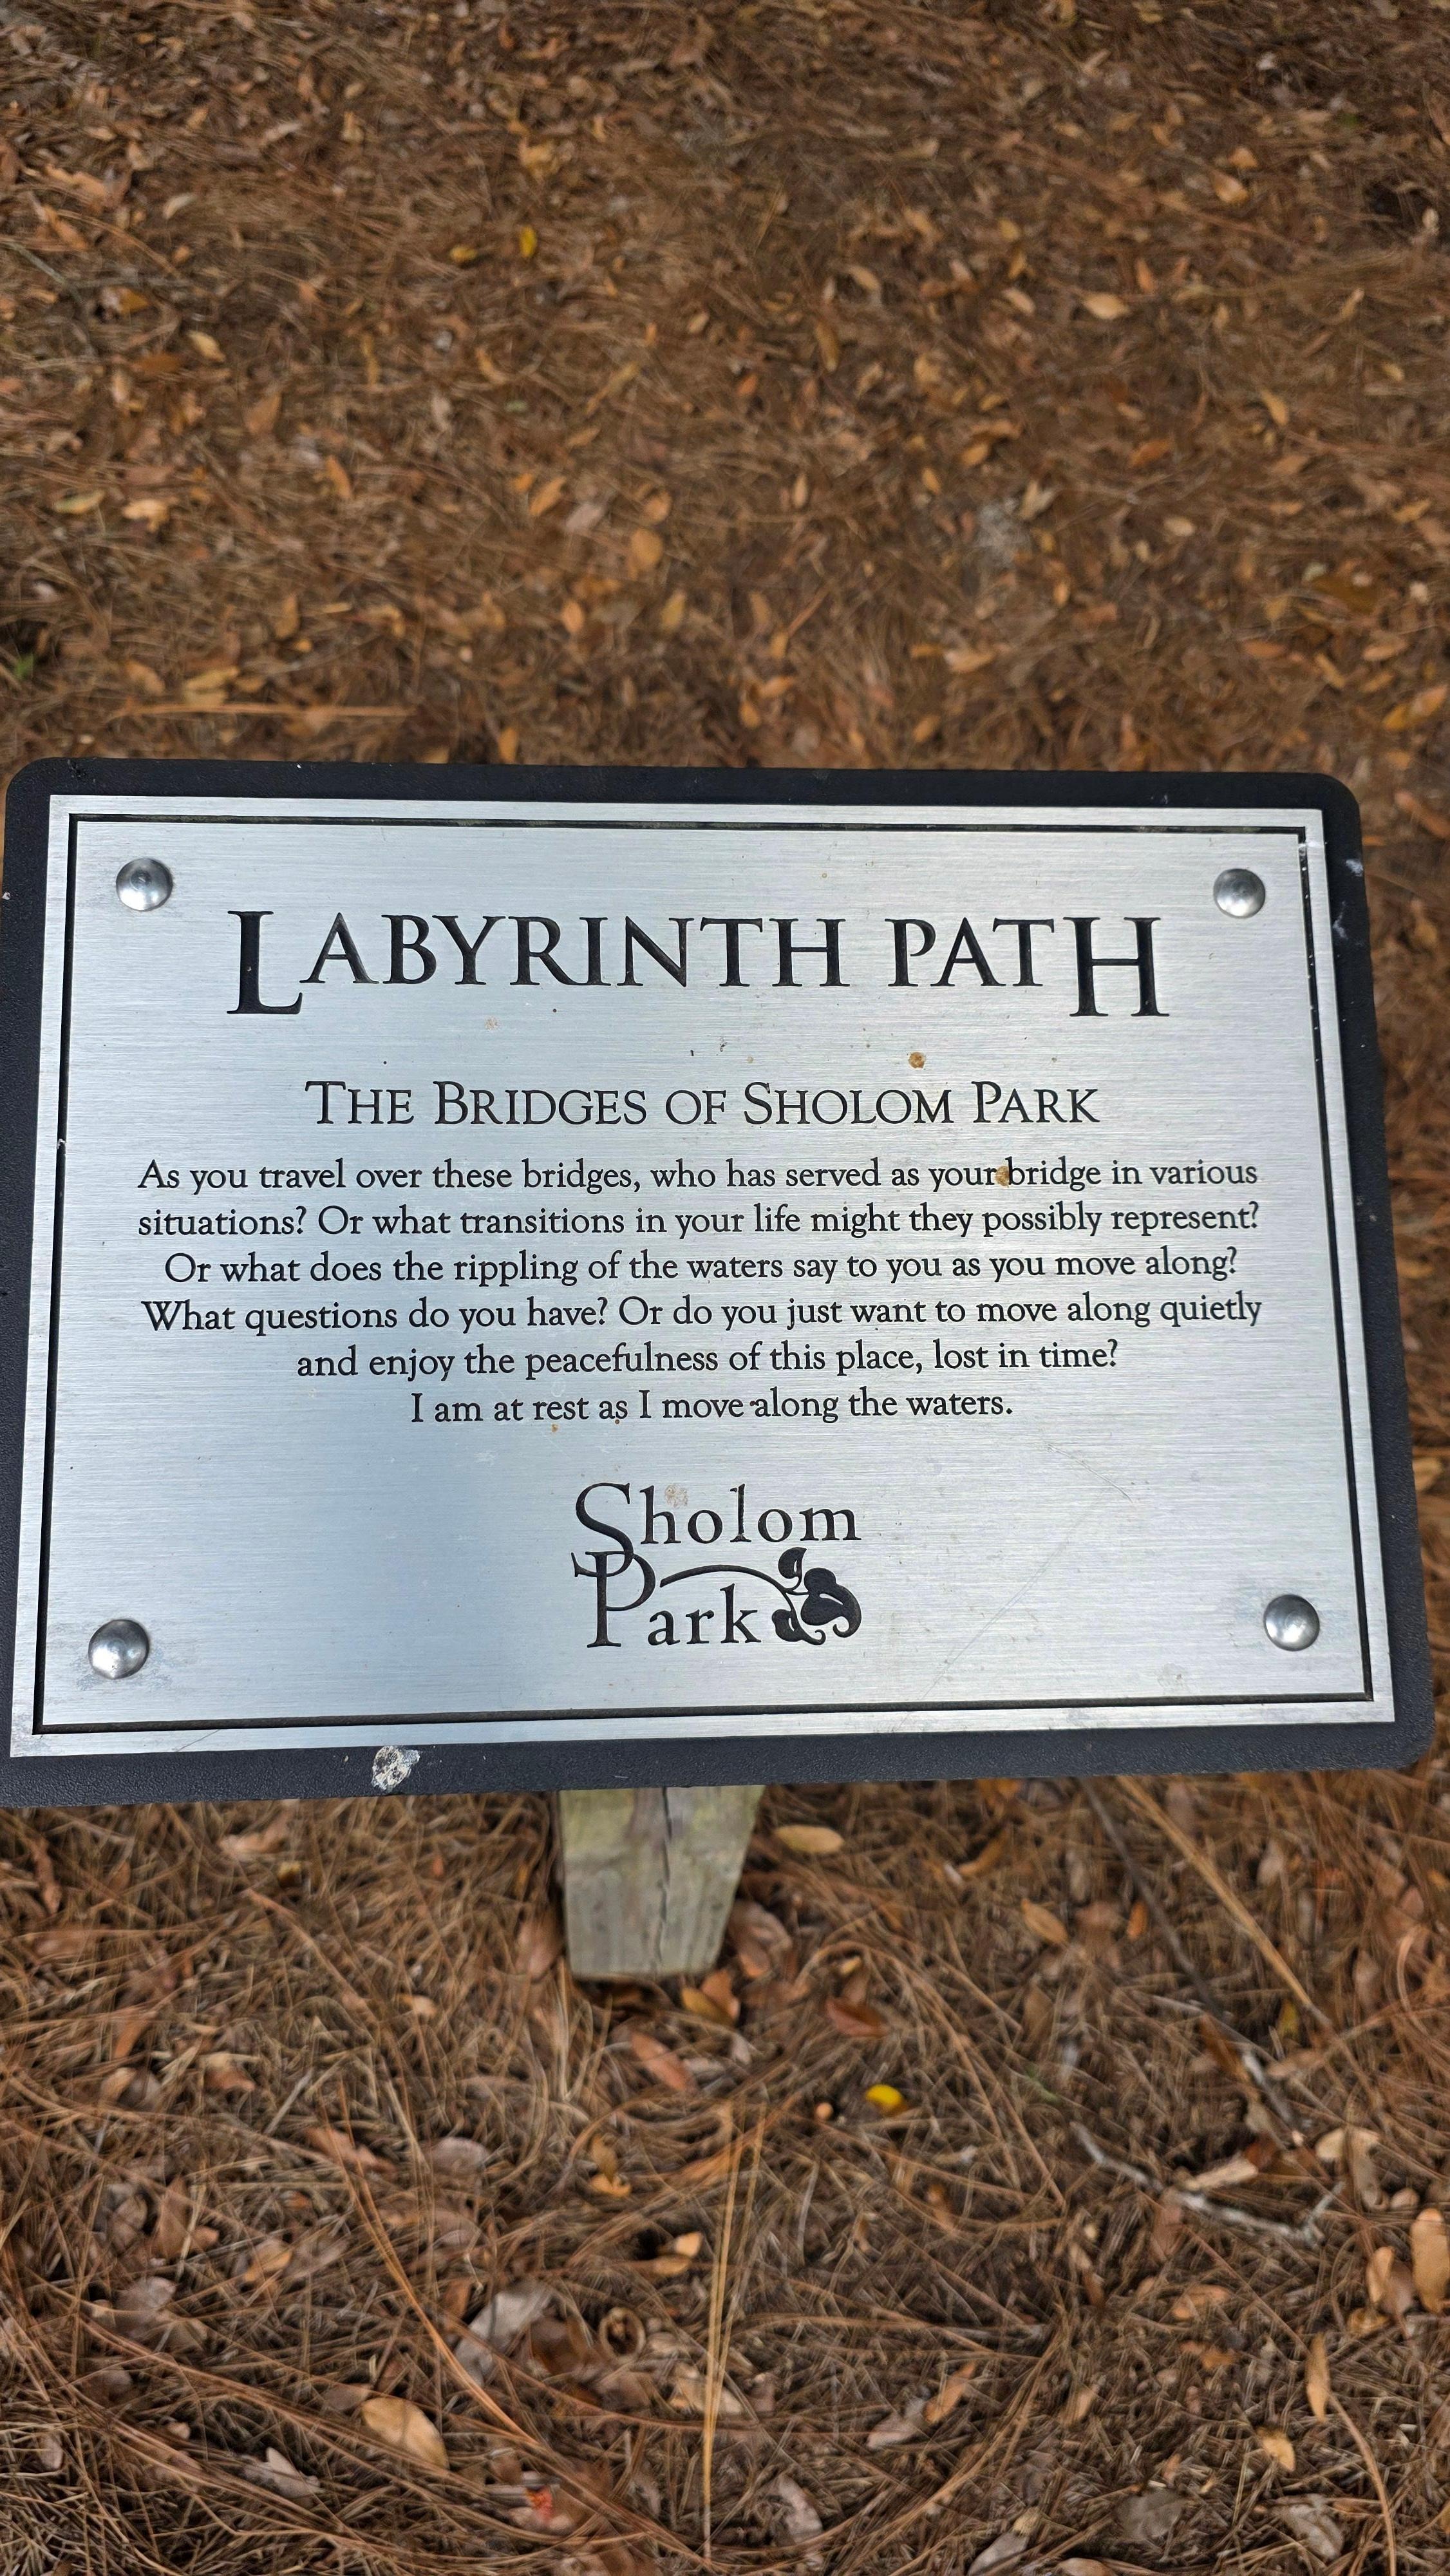 LABYRINTH PATH
THE BRIDGES OF SHOLOM PARK
As you travel over these bridges, who has served as your bridge in various
situations? Or what transitions in your life might they possibly represent?
Or what does the rippling of the waters say to you as you move along?
What questions do you have? Or do you just want to move along quietly
and enjoy the peacefulness of this place, lost in time?
I am at rest as I move along the waters.
Sholom
Park